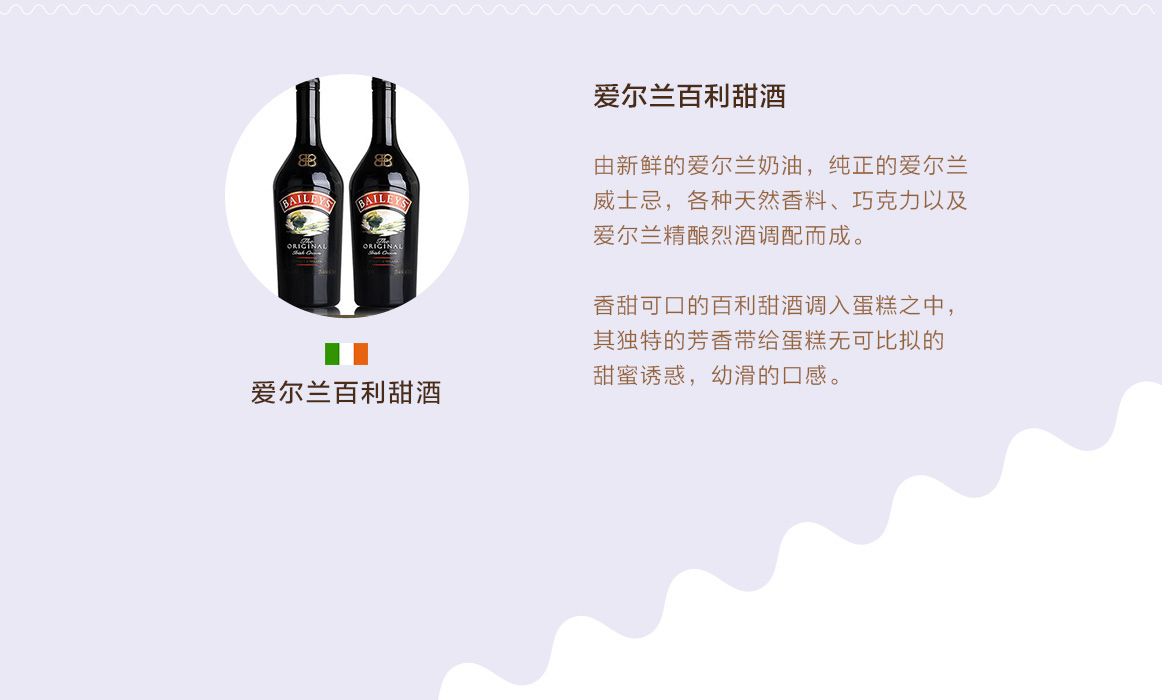 爱尔兰百利甜酒
由新鲜的爱尔兰奶油，纯正的爱尔兰
威士忌，各种天然香料、巧克力以及
爱尔兰精酿烈酒调配而成。
香甜可口的百利甜酒调入蛋糕之中，
其独特的芳香带给蛋糕无可比拟的
甜蜜诱惑，幼滑的口感。
BAILEYS
The
ORIGINAL
Irish Cream
BAILEYS
The
ORIGINAL
Irish Cream
爱尔兰百利甜酒